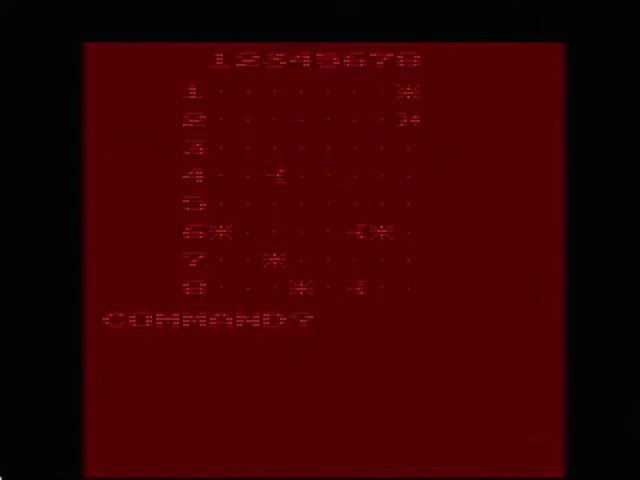 12345678
1 . . . . . . . *
2 . . . . . . .
3 . . . . . . . .
4 . . . . . . .
5 . . . . . . . .
6 * . . . . * .
7 . . * . . . . .
8 . . . * . . .
COMMAND?